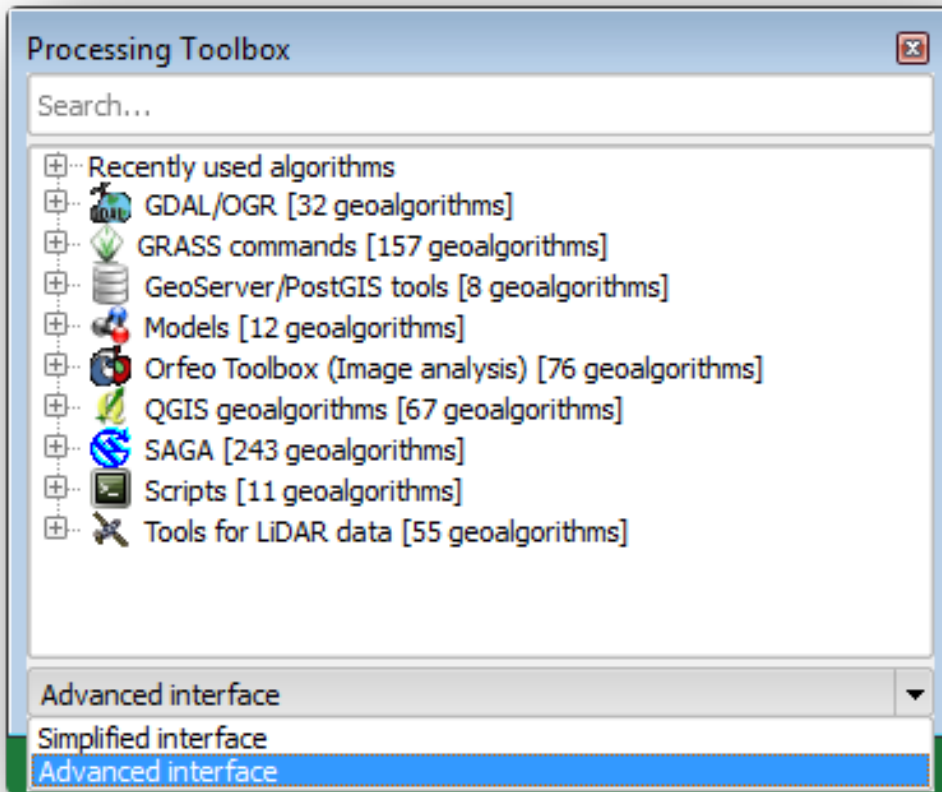 Processing Toolbox
Search...
Recently used algorithms
GDAL/OGR [32 geoalgorithms]
GRASS commands [157 geoalgorithms]
GeoServer/PostGIS tools [8 geoalgorithms]
Models [12 geoalgorithms]
Orfeo Toolbox (Image analysis) [76 geoalgorithms]
QGIS geoalgorithms [67 geoalgorithms]
SAGA [243 geoalgorithms]
Scripts [11 geoalgorithms]
Tools for LiDAR data [55 geoalgorithms]
Advanced interface
Simplified interface
Advanced interface